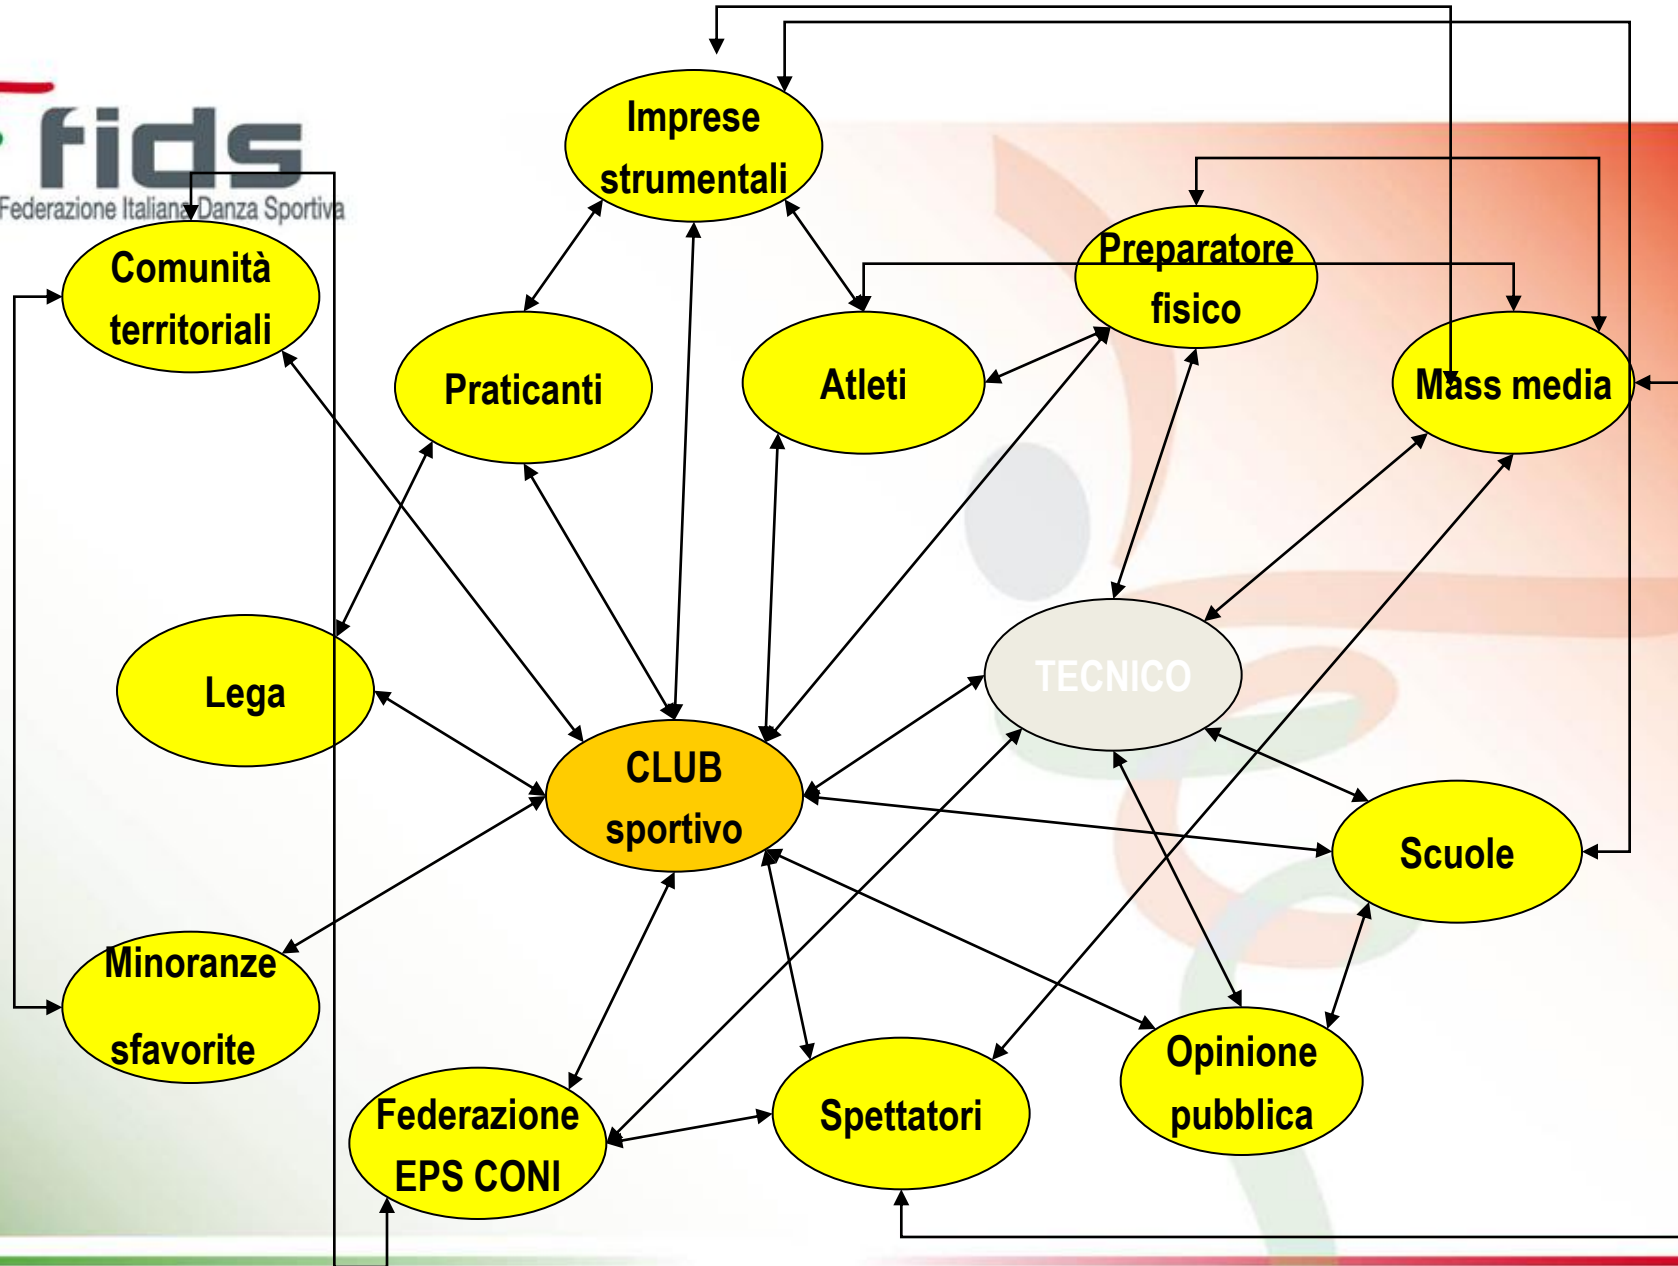 fids
Federazione Italiana Danza Sportiva
Imprese
strumentali
Preparatore
fisico
Comunità
territoriali
Praticanti
Atleti
Mass media
TECNICO
Lega
CLUB
sportivo
Scuole
Minoranze
sfavorite
Federazione
EPS CONI
Spettatori
Opinione
pubblica